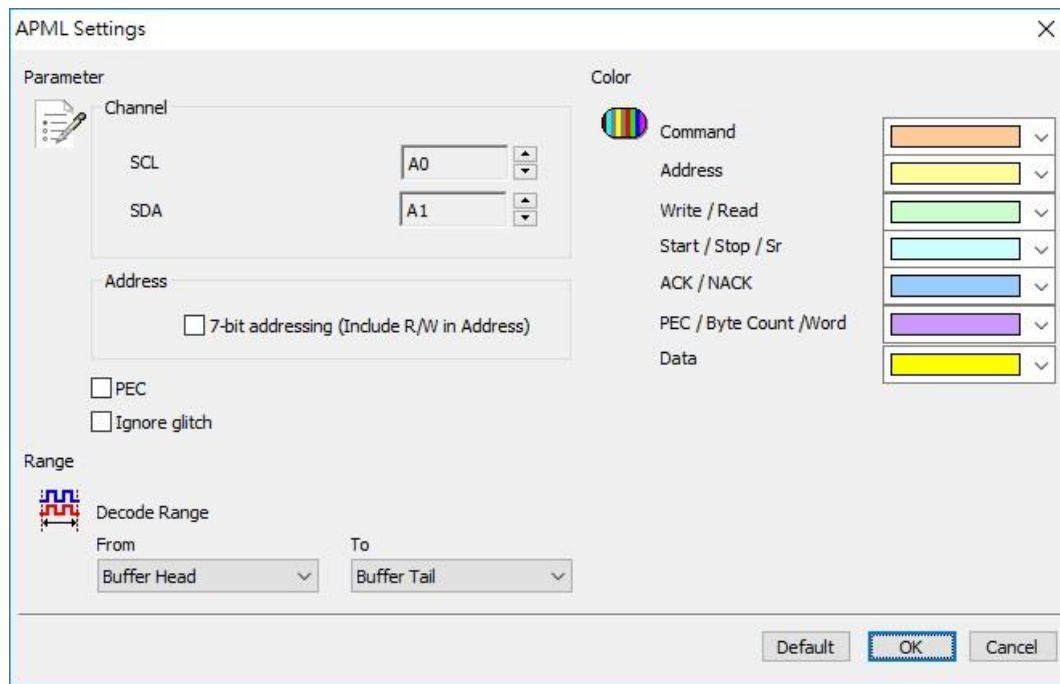 APML Settings
Parameter
Channel
SCL
A0
SDA
A1
Address
7-bit addressing (Include R/W in Address)
PEC
Ignore glitch
Color
Command
Address
Write / Read
Start / Stop / Sr
ACK / NACK
PEC / Byte Count /Word
Data
Range
Decode Range
From
To
Buffer Head
Buffer Tail
Default
OK
Cancel